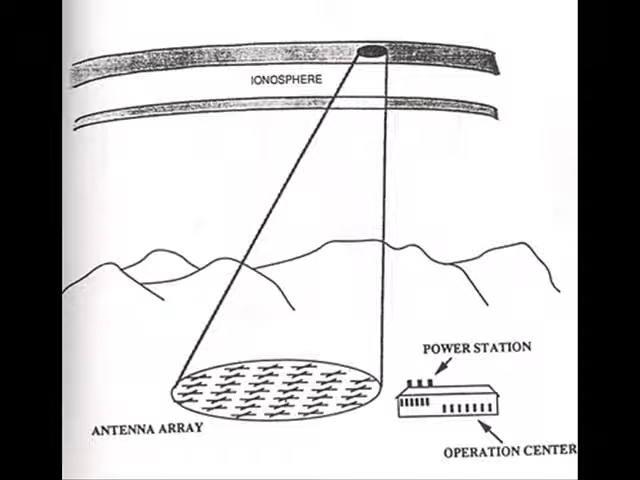 IONOSPHERE
POWER STATION
ANTENNA ARRAY
OPERATION CENTER